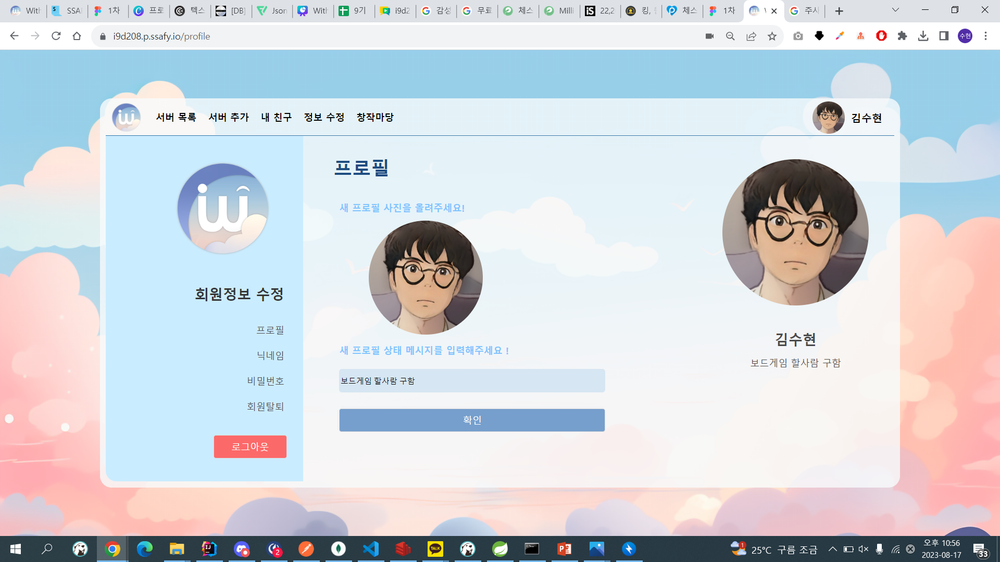 With
SSAF
1차
프로
텍스
[DB]
Json
With
9기
i9d2
감성
무료
체스
Milli
22,2
킹,
체스
1차
주사
i9d208.p.ssafy.io/profile
수현
서버 목록 서버 추가 내 친구 정보 수정 창작마당
김수현
프로필
새 프로필 사진을 올려주세요!
회원정보 수정
프로필
닉네임
비밀번호
회원탈퇴
로그아웃
새 프로필 상태 메시지를 입력해주세요 !
보드게임 할사람 구함
확인
김수현
보드게임 할사람 구함
25°C 구름 조금
오후 10:56
2023-08-17
33